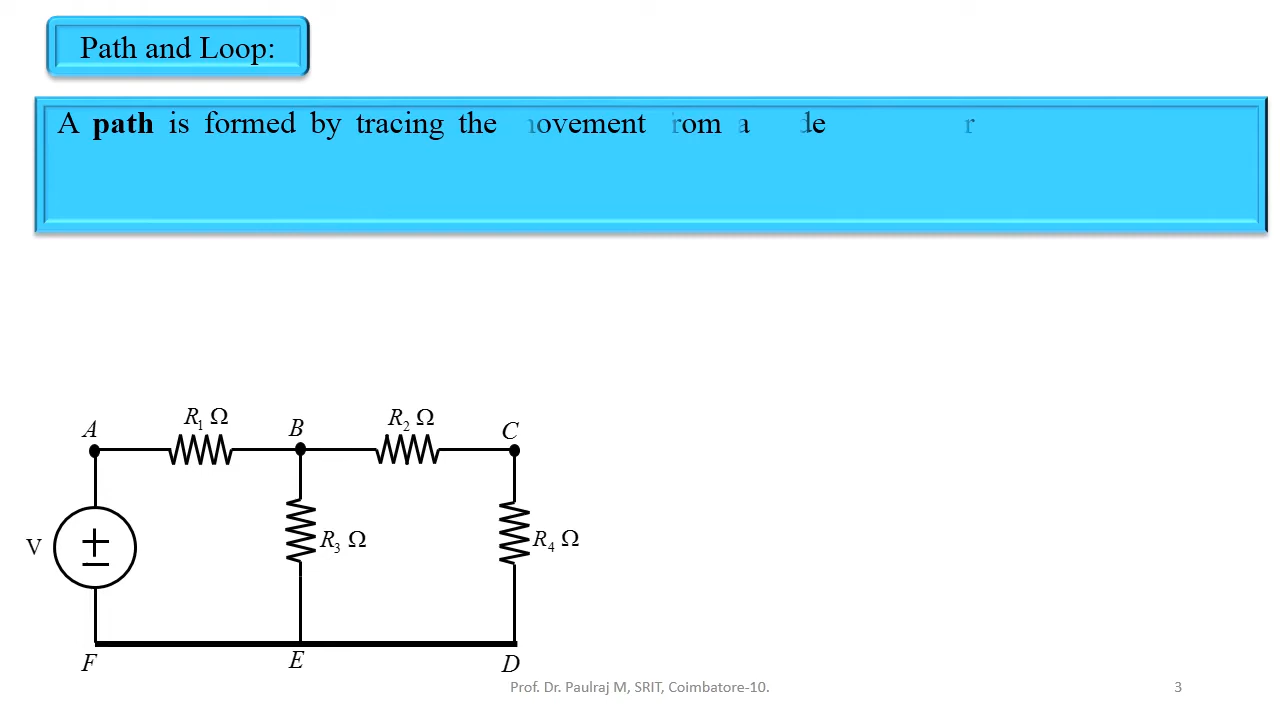 Path and Loop:
A path is formed by tracing the movement from a
A
R1 Ω
B
R2 Ω
C
V
R3 Ω
R4 Ω
F
E
D
Prof. Dr. Paulraj M, SRIT, Coimbatore-10.
3